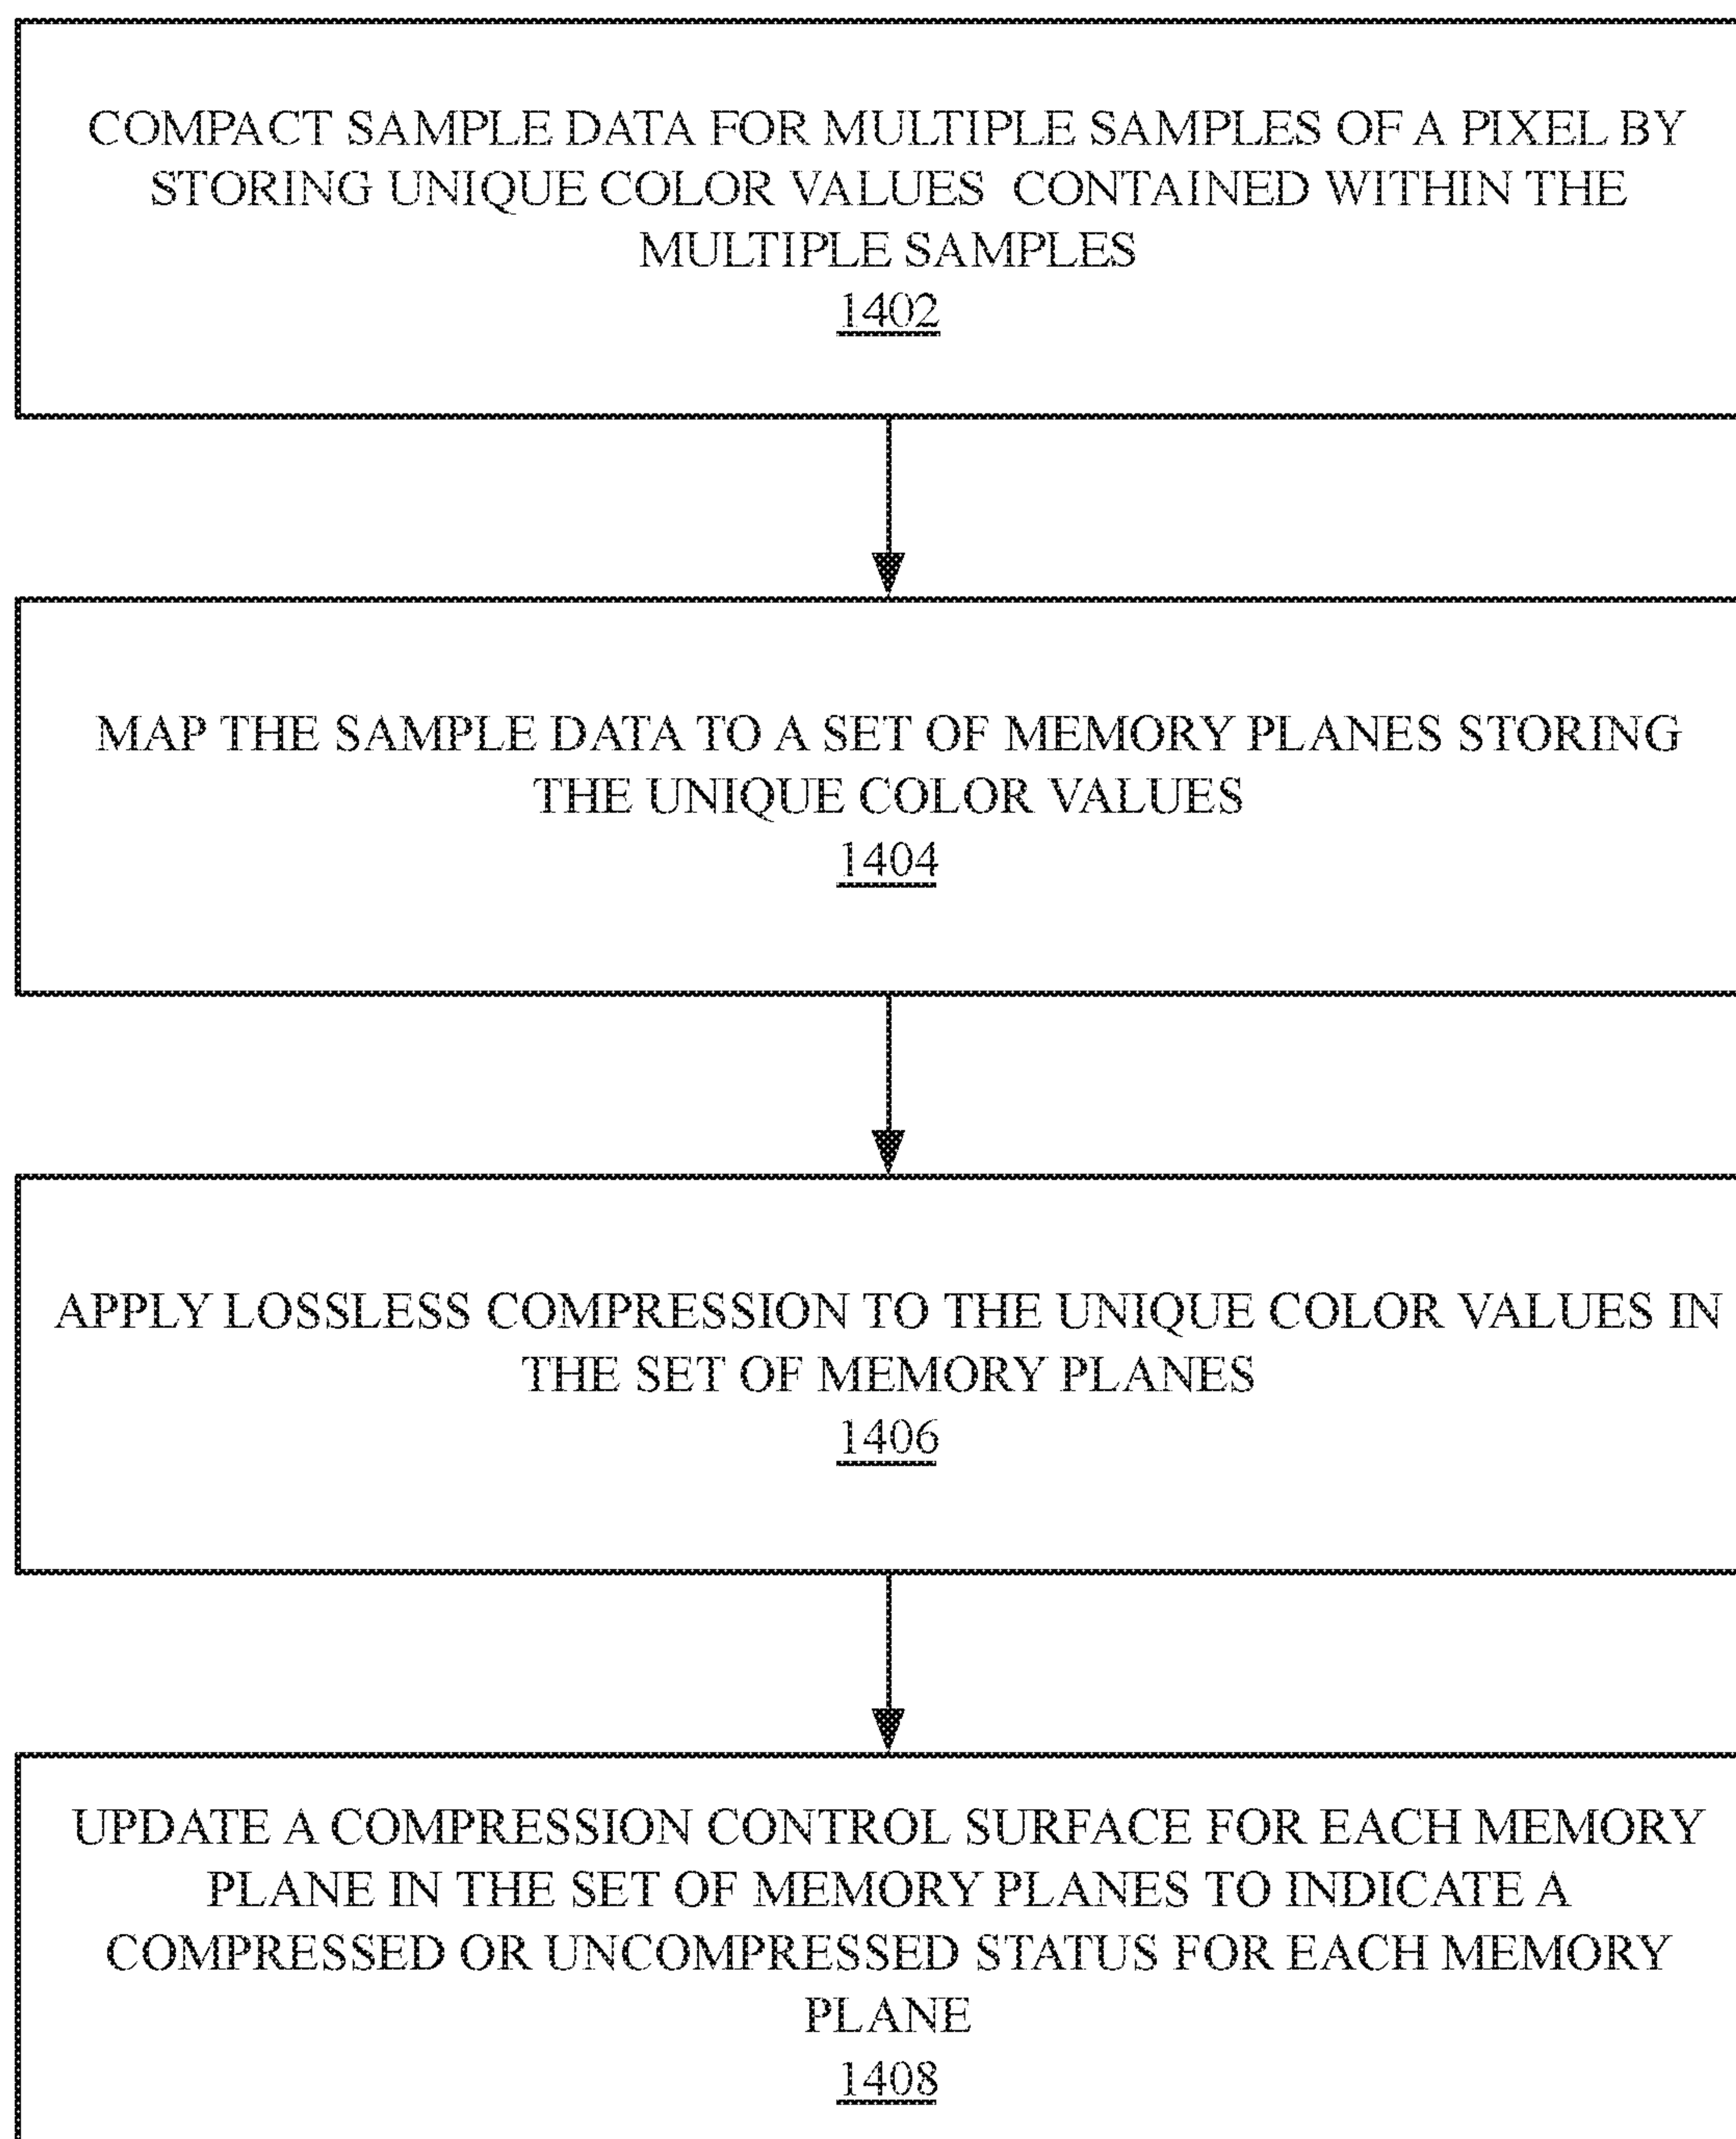 COMPACT SAMPLE DATA FOR MULTIPLE SAMPLES OF A PIXEL BY
STORING UNIQUE COLOR VALUES CONTAINED WITHIN THE
MULTIPLE SAMPLES
1402
MAP THE SAMPLE DATA TO A SET OF MEMORY PLANES STORING
THE UNIQUE COLOR VALUES
1404
APPLY LOSSLESS COMPRESSION TO THE UNIQUE COLOR VALUES IN
THE SET OF MEMORY PLANES
1406
UPDATE A COMPRESSION CONTROL SURFACE FOR EACH MEMORY
PLANE IN THE SET OF MEMORY PLANES TO INDICATE A
COMPRESSED OR UNCOMPRESSED STATUS FOR EACH MEMORY
PLANE
1408